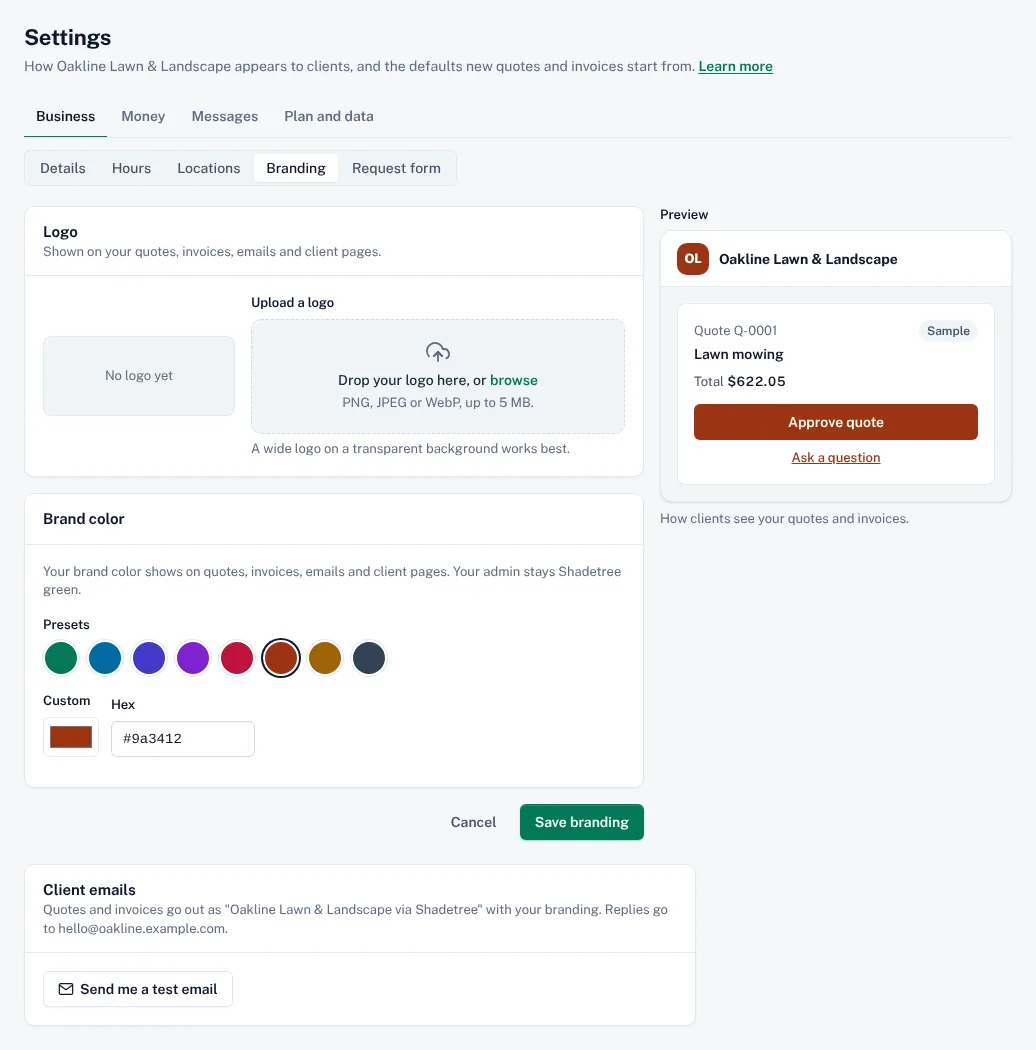 Settings
How Oakline Lawn & Landscape appears to clients, and the defaults new quotes and invoices start from. Learn more
Business
Money
Messages
Plan and data
Details
Hours
Locations
Branding
Request form
Logo
Shown on your quotes, invoices, emails and client pages.
No logo yet
Upload a logo
Drop your logo here, or browse
PNG, JPEG or WebP, up to 5 MB.
A wide logo on a transparent background works best.
Brand color
Your brand color shows on quotes, invoices, emails and client pages. Your admin stays Shadetree
green.
Presets
Custom
Hex
#9a3412
Cancel
Save branding
Preview
OL
Oakline Lawn & Landscape
Quote Q-0001
Sample
Lawn mowing
Total $622.05
Approve quote
Ask a question
How clients see your quotes and invoices.
Client emails
Quotes and invoices go out as "Oakline Lawn & Landscape via Shadetree" with your branding. Replies go
to hello@oakline.example.com.
Send me a test email